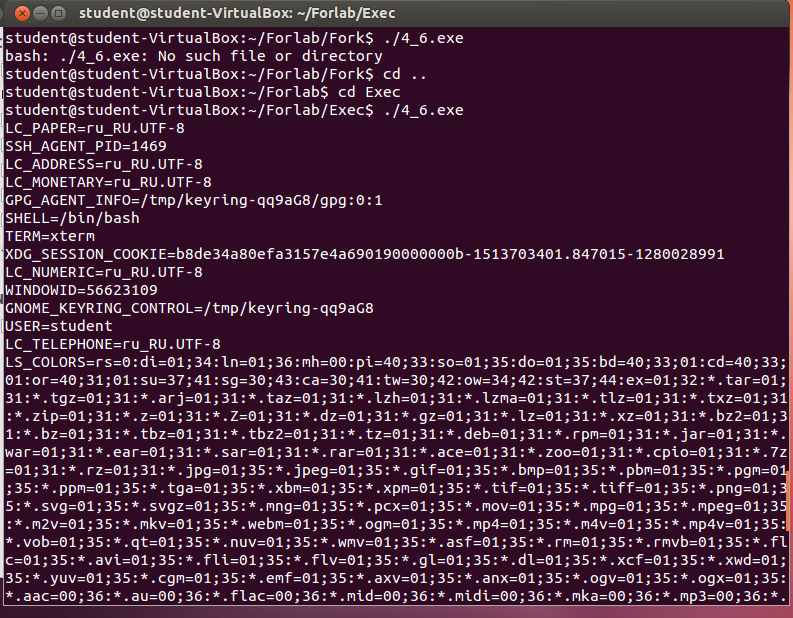 student@student-VirtualBox: ~/Forlab/Exec
student@student-VirtualBox:~/Forlab/Fork$ ./4_6.exe
bash: ./4_6.exe: No such file or directory
student@student-VirtualBox:~/Forlab/Fork$ cd ..
student@student-VirtualBox:~/Forlab$ cd Exec
student@student-VirtualBox:~/Forlab/Exec$ ./4_6.exe
LC_PAPER=ru_RU.UTF-8
SSH_AGENT_PID=1469
LC_ADDRESS=ru_RU.UTF-8
LC_MONETARY=ru_RU.UTF-8
GPG_AGENT_INFO=/tmp/keyring-qq9aG8/gpg:0:1
SHELL=/bin/bash
TERM=xterm
XDG_SESSION_COOKIE=b8de34a80efa3157e4a690190000000b-1513703401.847015-1280028991
LC_NUMERIC=ru_RU.UTF-8
WINDOWID=56623109
GNOME_KEYRING_CONTROL=/tmp/keyring-qq9aG8
USER=student
LC_TELEPHONE=ru_RU.UTF-8
LS_COLORS=rs=0:di=01;34:ln=01;36:mh=00:pi=40;33:so=01;35:do=01;35:bd=40;33;01:cd=40;33;
01:or=40;31;01:su=37;41:sg=30;43:ca=30;41:tw=30;42:ow=34;42:st=37;44:ex=01;32:*.tar=01;
31:*.tgz=01;31:*.arj=01;31:*.taz=01;31:*.lzh=01;31:*.lzma=01;31:*.tlz=01;31:*.txz=01;31
:*.zip=01;31:*.z=01;31:*.Z=01;31:*.dz=01;31:*.gz=01;31:*.lz=01;31:*.xz=01;31:*.bz2=01;3
1:*.bz=01;31:*.tbz=01;31:*.tbz2=01;31:*.tz=01;31:*.deb=01;31:*.rpm=01;31:*.jar=01;31:*.
war=01;31:*.ear=01;31:*.sar=01;31:*.rar=01;31:*.ace=01;31:*.zoo=01;31:*.cpio=01;31:*.7z
=01;31:*.rz=01;31:*.jpg=01;35:*.jpeg=01;35:*.gif=01;35:*.bmp=01;35:*.pbm=01;35:*.pgm=01
;35:*.ppm=01;35:*.tga=01;35:*.xbm=01;35:*.xpm=01;35:*.tif=01;35:*.tiff=01;35:*.png=01;3
5:*.svg=01;35:*.svgz=01;35:*.mng=01;35:*.pcx=01;35:*.mov=01;35:*.mpg=01;35:*.mpeg=01;35
:*.m2v=01;35:*.mkv=01;35:*.webm=01;35:*.ogm=01;35:*.mp4=01;35:*.m4v=01;35:*.mp4v=01;35:
*.vob=01;35:*.qt=01;35:*.nuv=01;35:*.wmv=01;35:*.asf=01;35:*.rm=01;35:*.rmvb=01;35:*.fl
c=01;35:*.avi=01;35:*.fli=01;35:*.flv=01;35:*.gl=01;35:*.dl=01;35:*.xcf=01;35:*.xwd=01;
35:*.yuv=01;35:*.cgm=01;35:*.emf=01;35:*.axv=01;35:*.anx=01;35:*.ogv=01;35:*.ogx=01;35:
*.aac=00;36:*.au=00;36:*.flac=00;36:*.mid=00;36:*.midi=00;36:*.mka=00;36:*.mp3=00;36:*.